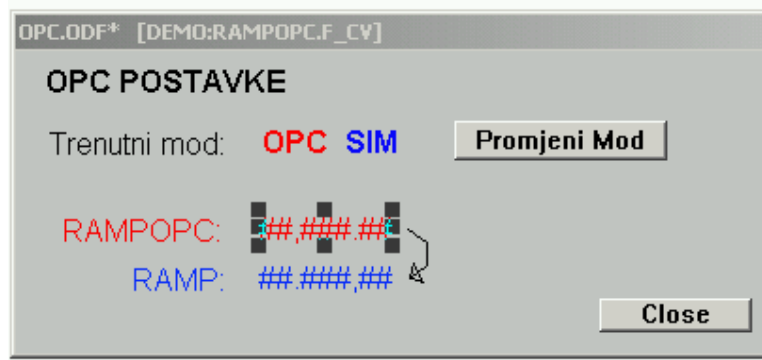 OPC.ODF* [DEMO:RAMPOPC.F_CV]
OPC POSTAVKE
Trenutni mod: OPC SIM Promjeni Mod
RAMPOPC: ##,###.##
RAMP: ##.###,##
Close